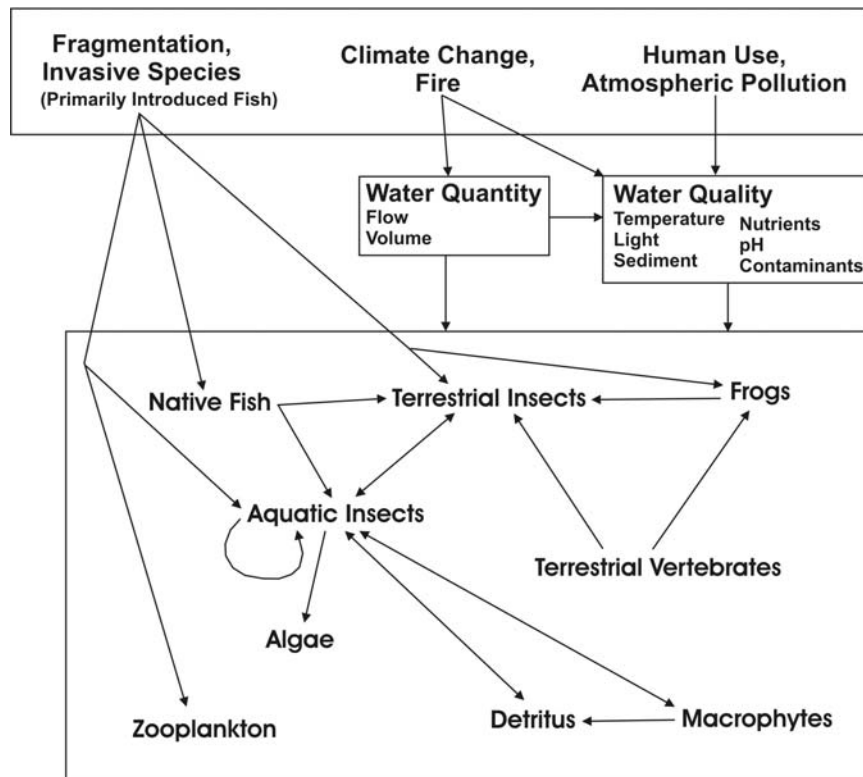 Fragmentation,
Invasive Species
(Primarily Introduced Fish)
Climate Change,
Fire
Human Use,
Atmospheric Pollution
Water Quantity
Flow
Volume
Water Quality
Temperature
Light
Sediment
Nutrients
pH
Contaminants
Native Fish
Terrestrial Insects
Frogs
Aquatic Insects
Terrestrial Vertebrates
Algae
Zooplankton
Detritus
Macrophytes